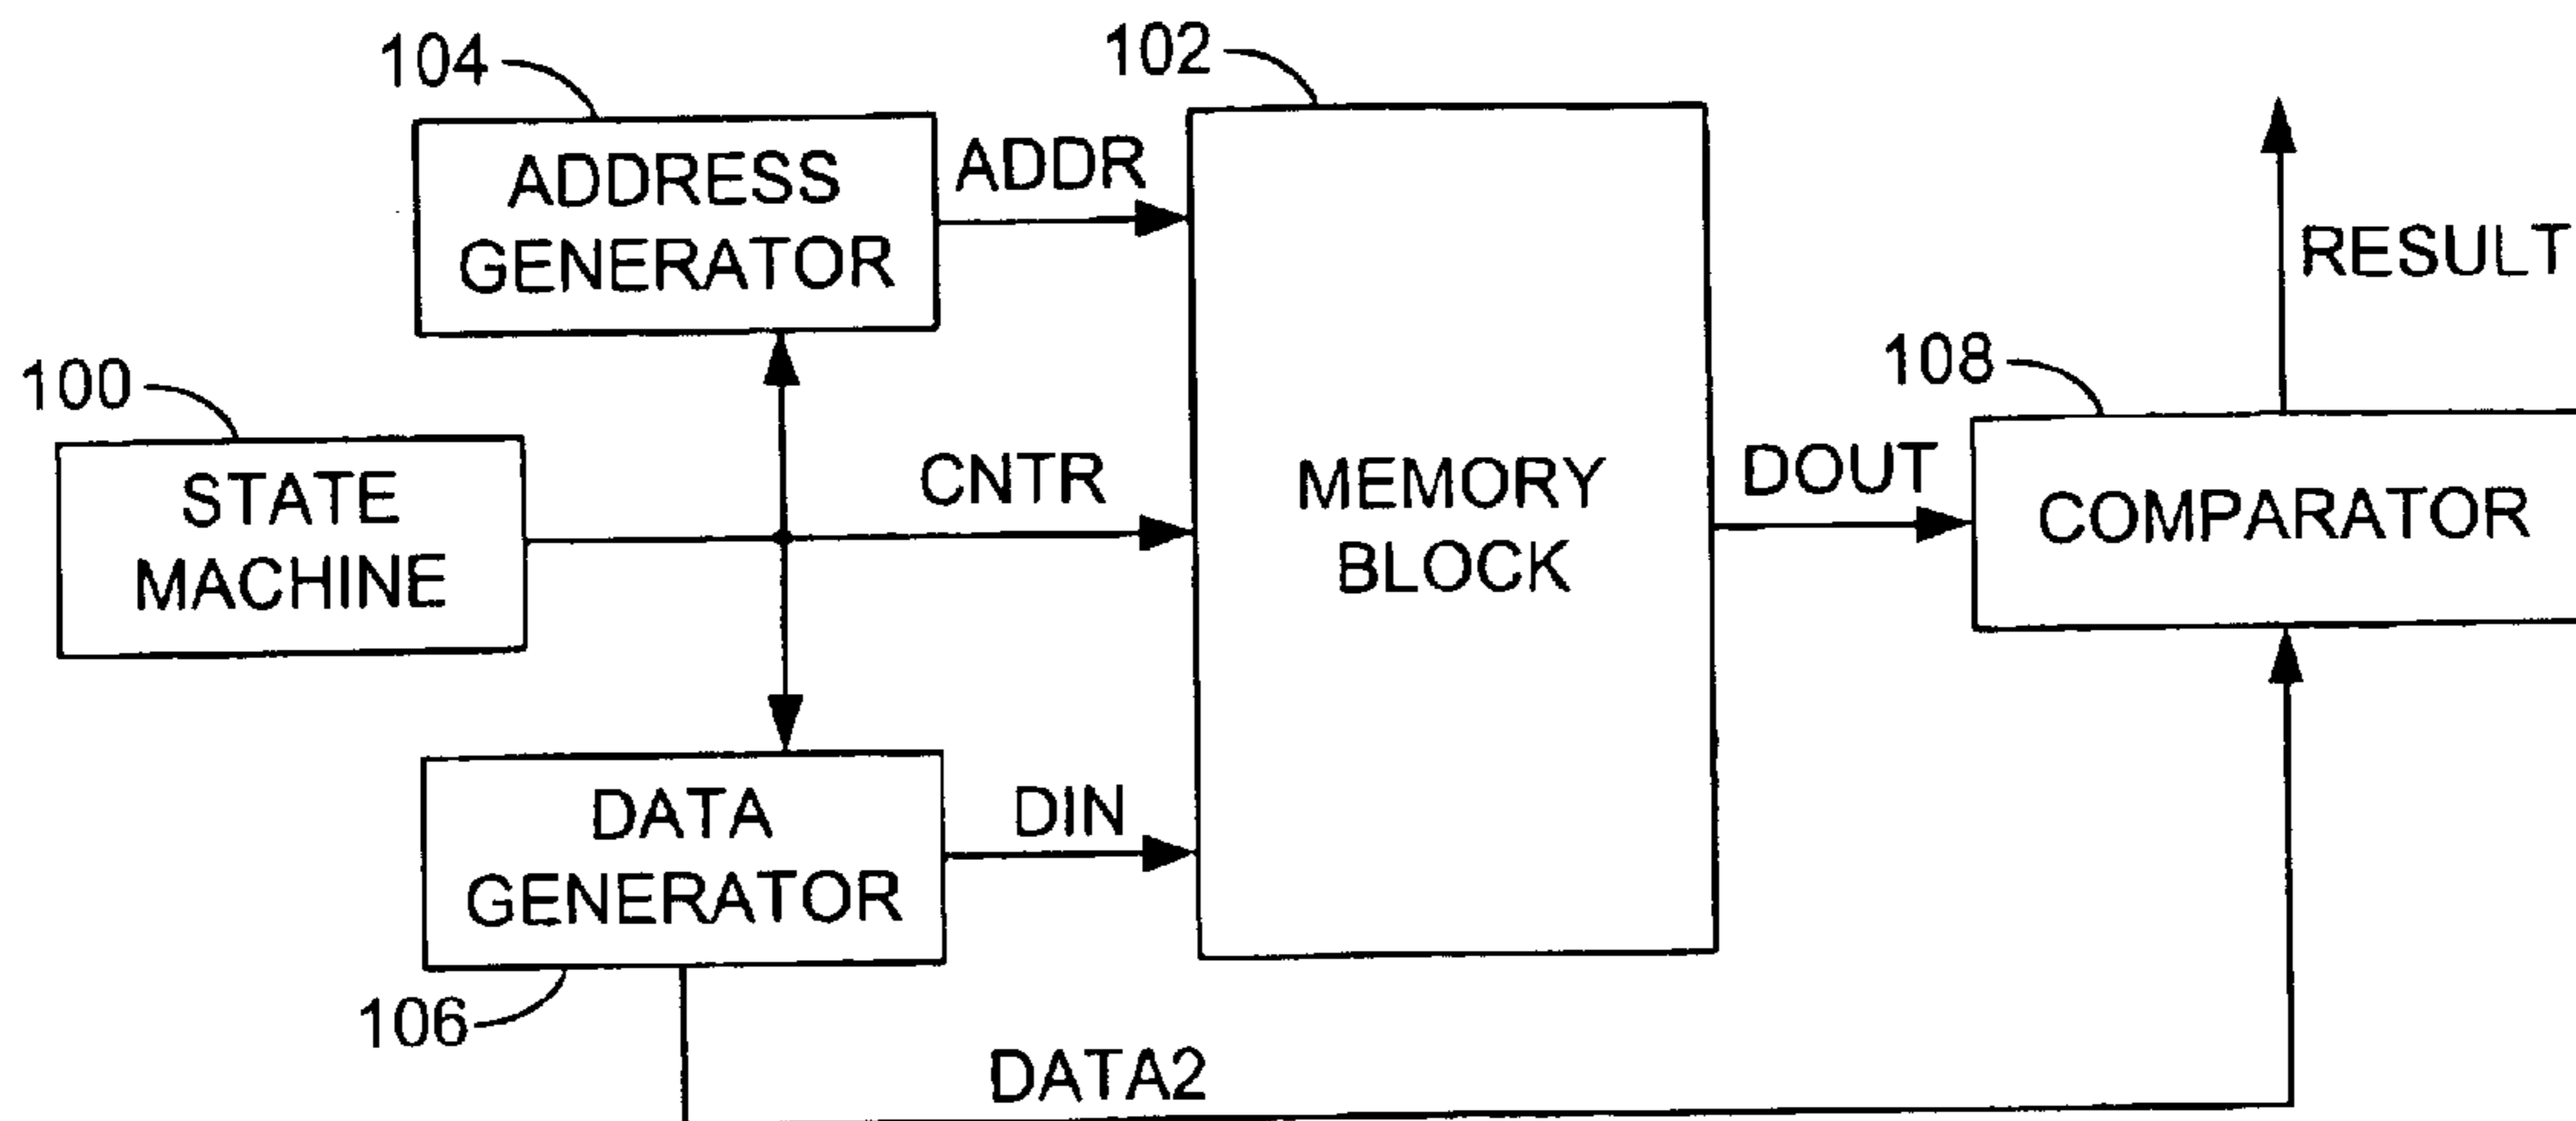 104
102
ADDRESS
GENERATOR
ADDR
RESULT
100
108
STATE
MACHINE
CNTR
MEMORY
BLOCK
DOUT
COMPARATOR
DATA
GENERATOR
DIN
106
DATA2